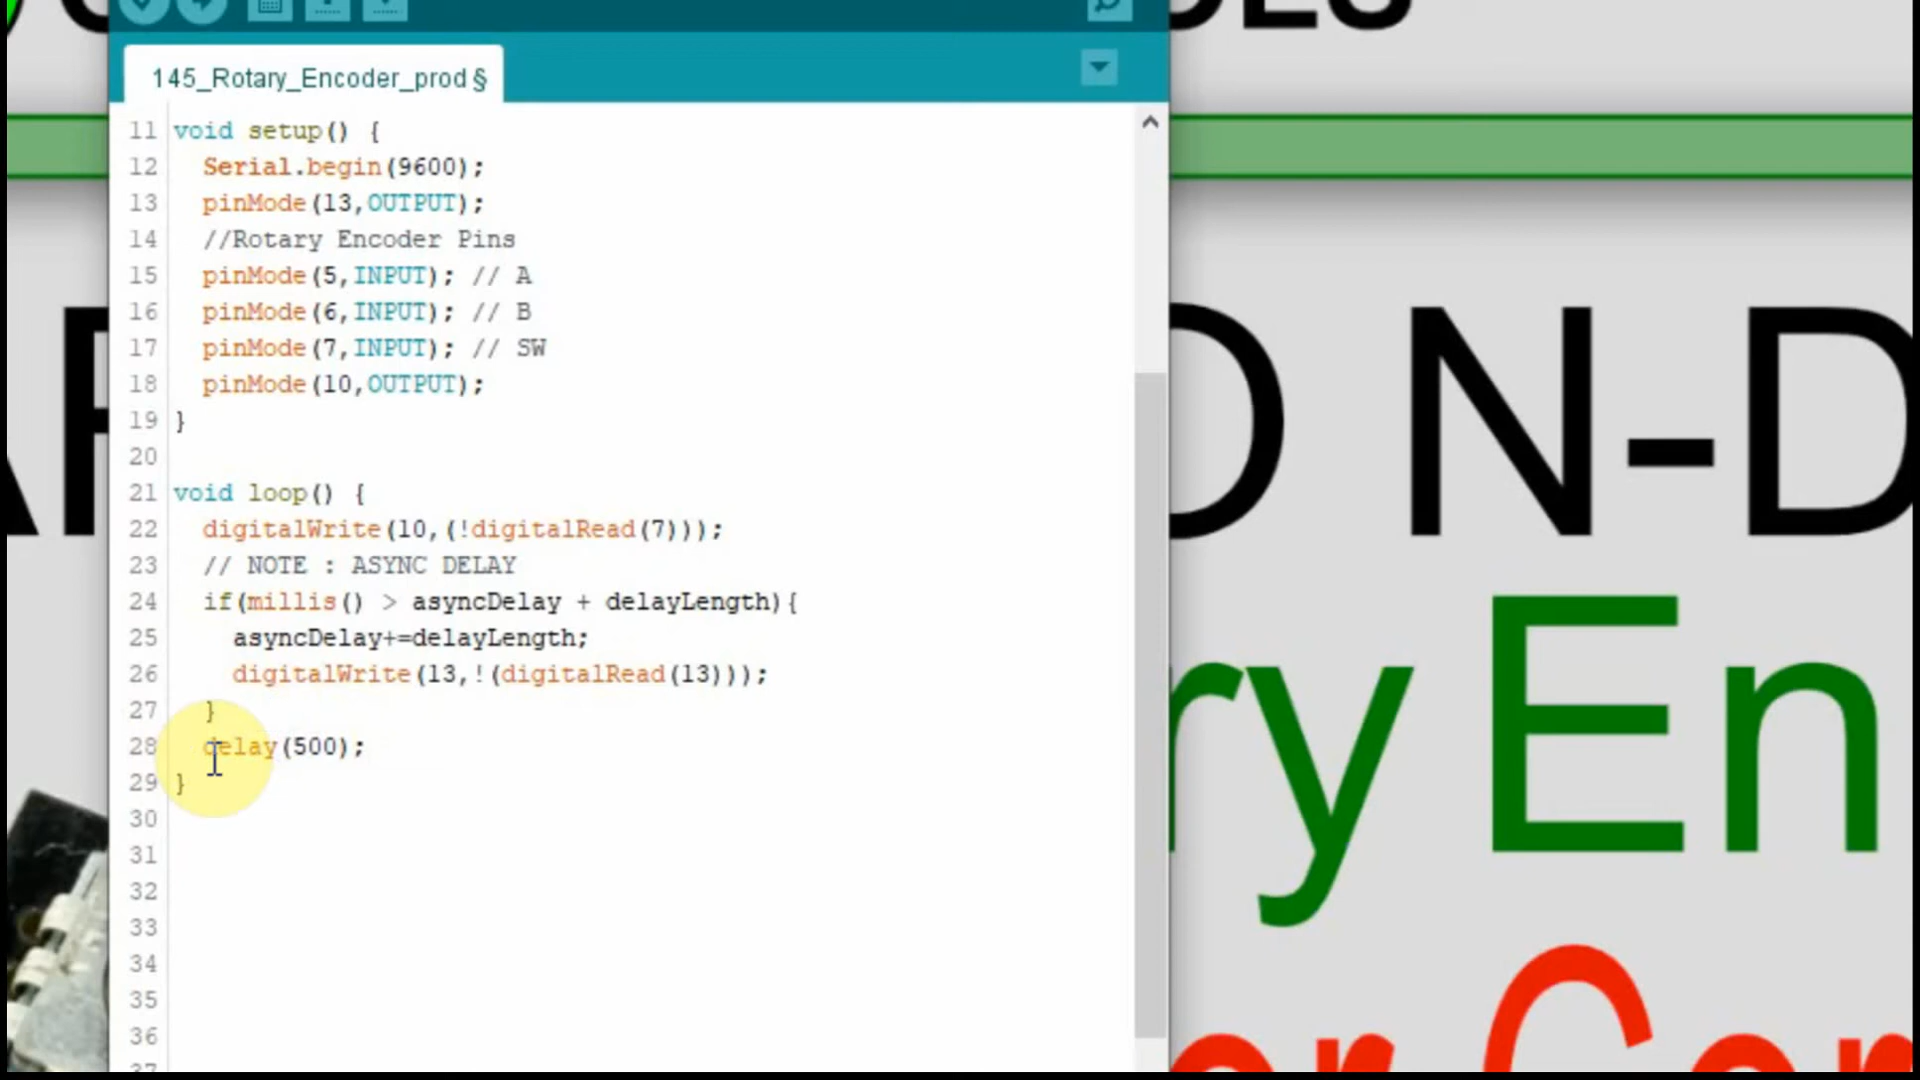 145_Rotary_Encoder_prod §
11 void setup() {
12 Serial.begin(9600);
13 pinMode(13,OUTPUT);
14 //Rotary Encoder Pins
15 pinMode(5,INPUT); // A
16 pinMode(6,INPUT); // B
17 pinMode(7,INPUT); // SW
18 pinMode(10,OUTPUT);
19 }
20
21 void loop() {
22 digitalWrite(10,(!digitalRead(7)));
23 // NOTE : ASYNC DELAY
24 if(millis() > asyncDelay + delayLength){
25 asyncDelay+=delayLength;
26 digitalWrite(13,!(digitalRead(13)));
27 }
28 delay(500);
29 }
30
31
32
33
34
35
36
37
N-D
ry En